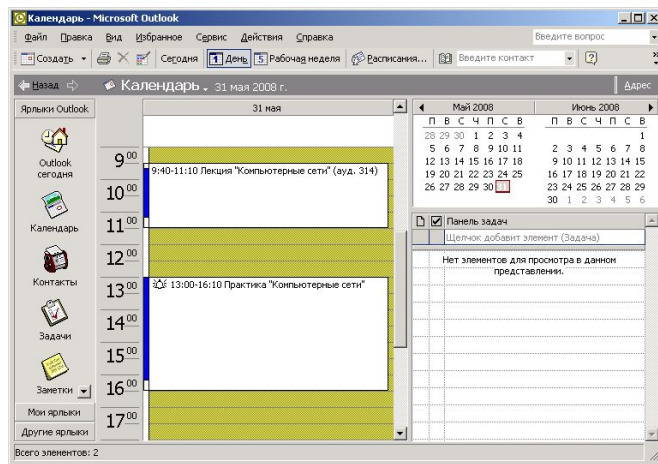 Календарь - Microsoft Outlook
Файл Правка Вид Избранное Сервис Действия Справка Введите вопрос
Создать Сегодня 1 День 5 Рабочая неделя Расписания... Введите контакт
Назад Календарь 31 мая 2008 г. Адрес
Ярлыки Outlook
Outlook сегодня
Календарь
Контакты
Задачи
Заметки
Мои ярлыки
Другие ярлыки
31 мая
9 00
9:40-11:10 Лекция "Компьютерные сети" (ауд. 314)
10 00
11 00
12 00
13 00
13:00-16:10 Практика "Компьютерные сети"
14 00
15 00
16 00
17 00
Май 2008
П В С Ч П С В
28 29 30 1 2 3 4
5 6 7 8 9 10 11
12 13 14 15 16 17 18
19 20 21 22 23 24 25
26 27 28 29 30 31
Июнь 2008
П В С Ч П С В
1
2 3 4 5 6 7 8
9 10 11 12 13 14 15
16 17 18 19 20 21 22
23 24 25 26 27 28 29
30 1 2 3 4 5 6
Панель задач
Щелчок добавит элемент (Задача)
Нет элементов для просмотра в данном
представлении.
Всего элементов: 2